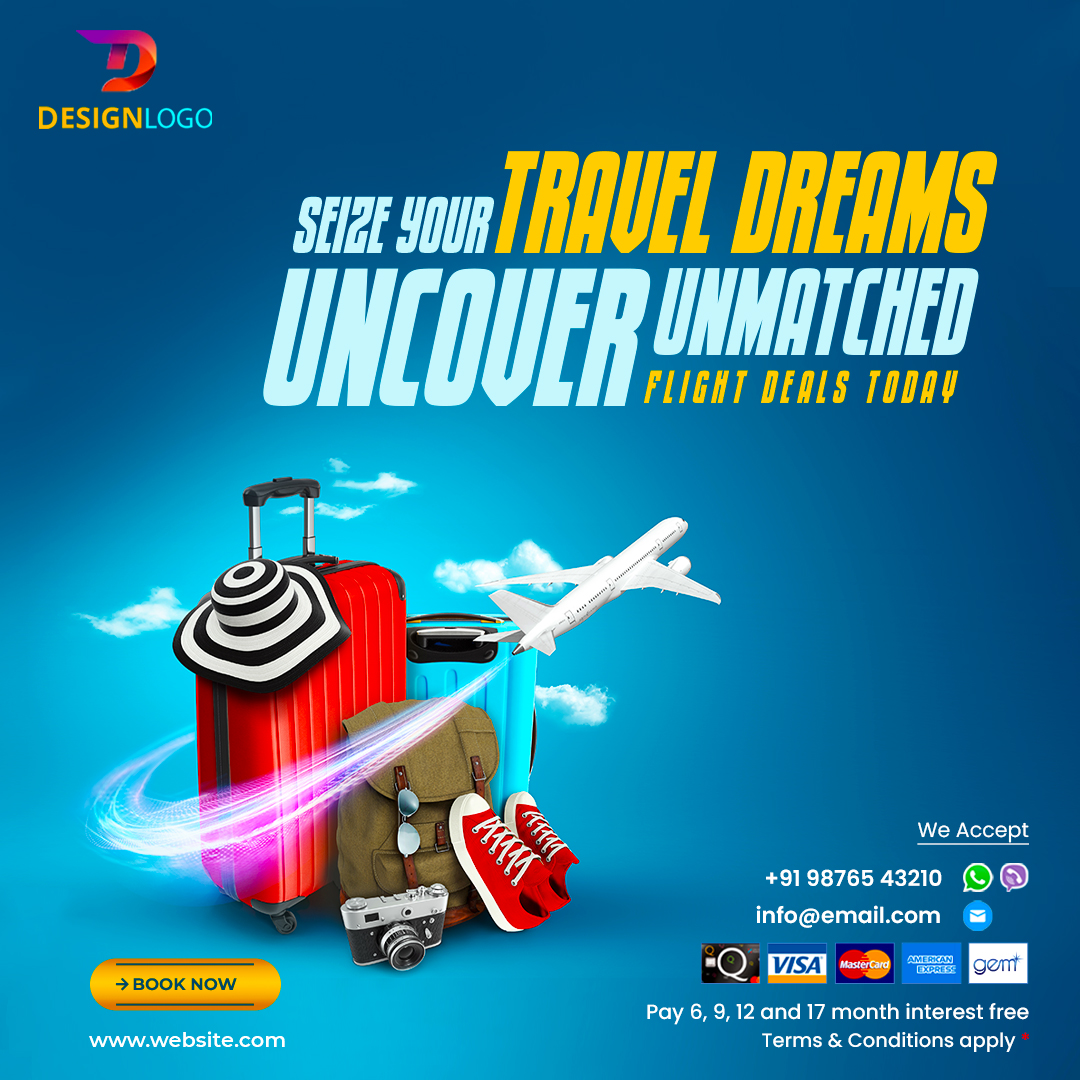 DESIGNLOGO
SEIZE YOUR TRAVEL DREAMS
UNCOVER UNMATCHED
FLIGHT DEALS TODAY
We Accept
+91 98765 43210
info@email.com
Q VISA MasterCard AMERICAN EXPRESS gem
Pay 6, 9, 12 and 17 month interest free
Terms & Conditions apply *
→ BOOK NOW
www.website.com